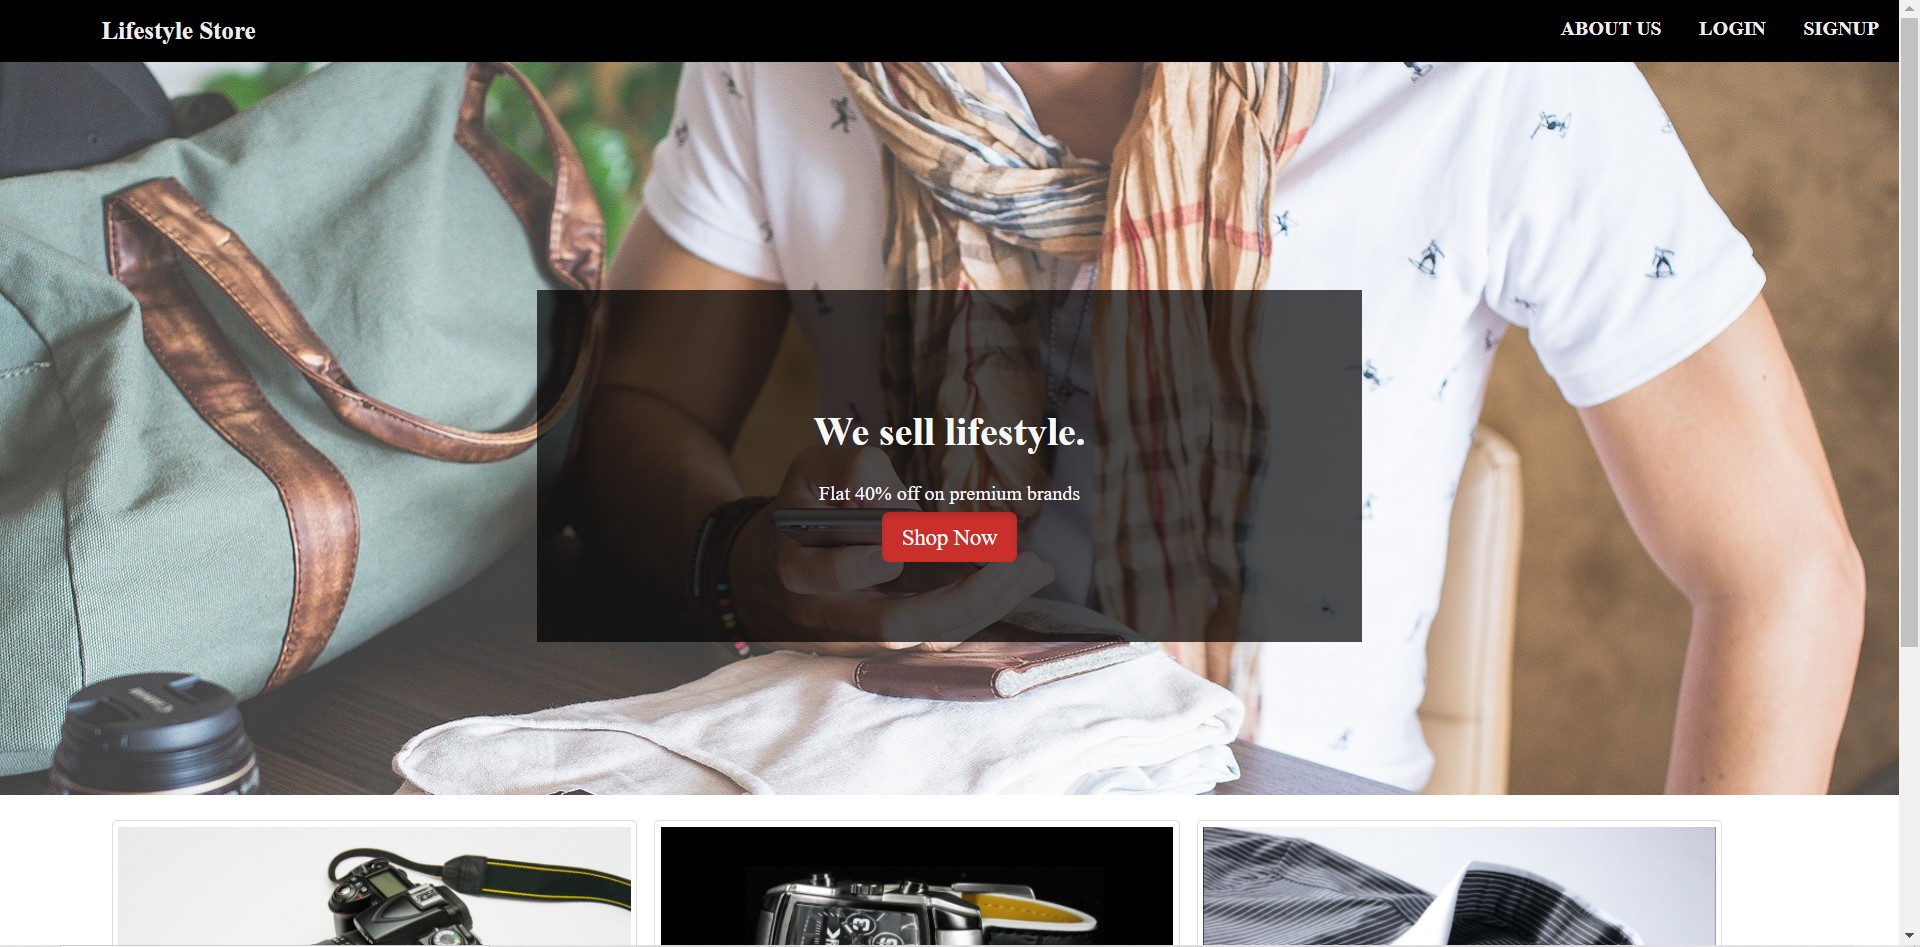 Lifestyle Store
ABOUT US LOGIN SIGNUP
We sell lifestyle.
Flat 40% off on premium brands
Shop Now